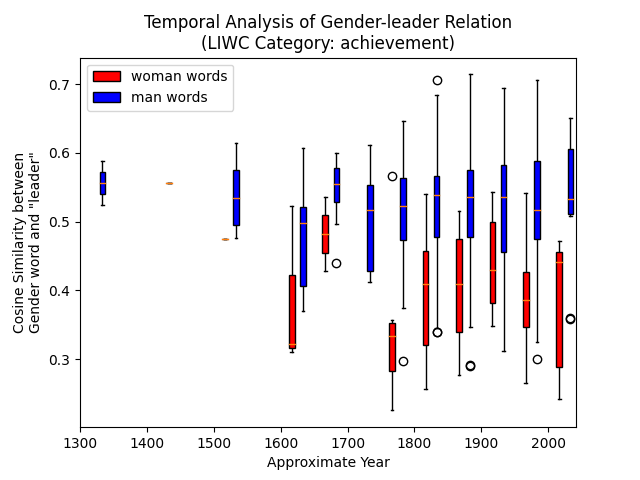 Temporal Analysis of Gender-leader Relation
(LIWC Category: achievement)
woman words
man words
0.7
0.6
0.5
0.4
0.3
Cosine Similarity between
Gender word and "leader"
1300 1400 1500 1600 1700 1800 1900 2000
Approximate Year